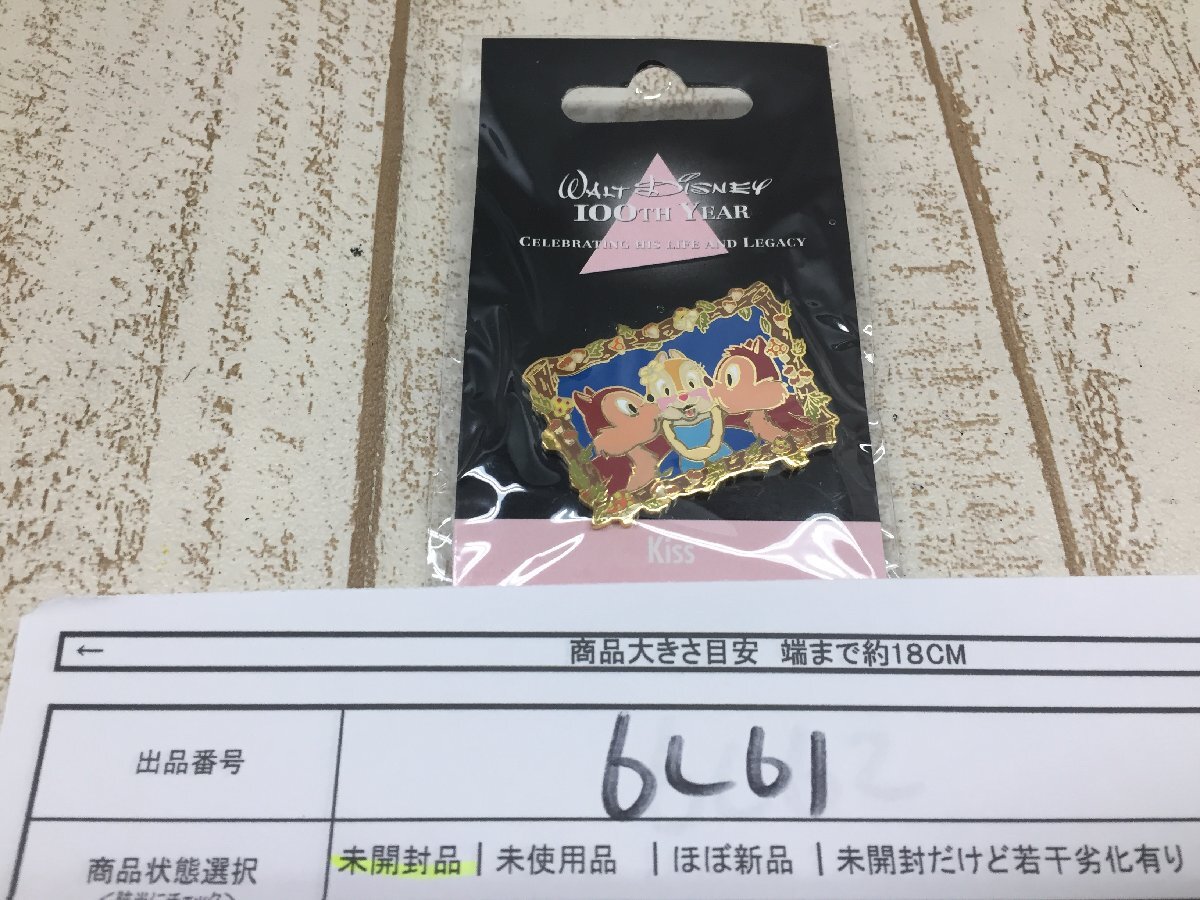 WALT DISNEY
100TH YEAR
CELEBRATING HIS LIFE AND LEGACY
Kiss
← 商品大きさ目安 端まで約18CM
出品番号 6L61
商品状態選択 未開封品 | 未使用品 | ほぼ新品 | 未開封だけど若干劣化有り